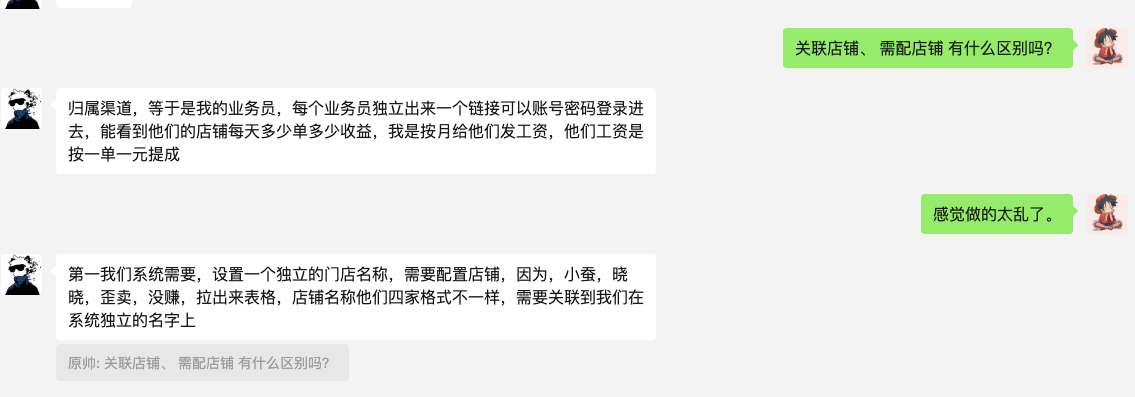 关联店铺、 需配店铺 有什么区别吗?
归属渠道，等于是我的业务员，每个业务员独立出来一个链接可以账号密码登录进
去，能看到他们的店铺每天多少单多少收益，我是按月给他们发工资，他们工资是
按一单一元提成
感觉做的太乱了。
第一我们系统需要，设置一个独立的门店名称，需要配置店铺，因为，小蚕，晓
晓，歪卖，没赚，拉出来表格，店铺名称他们四家格式不一样，需要关联到我们在
系统独立的名字上
原帅: 关联店铺、 需配店铺 有什么区别吗?